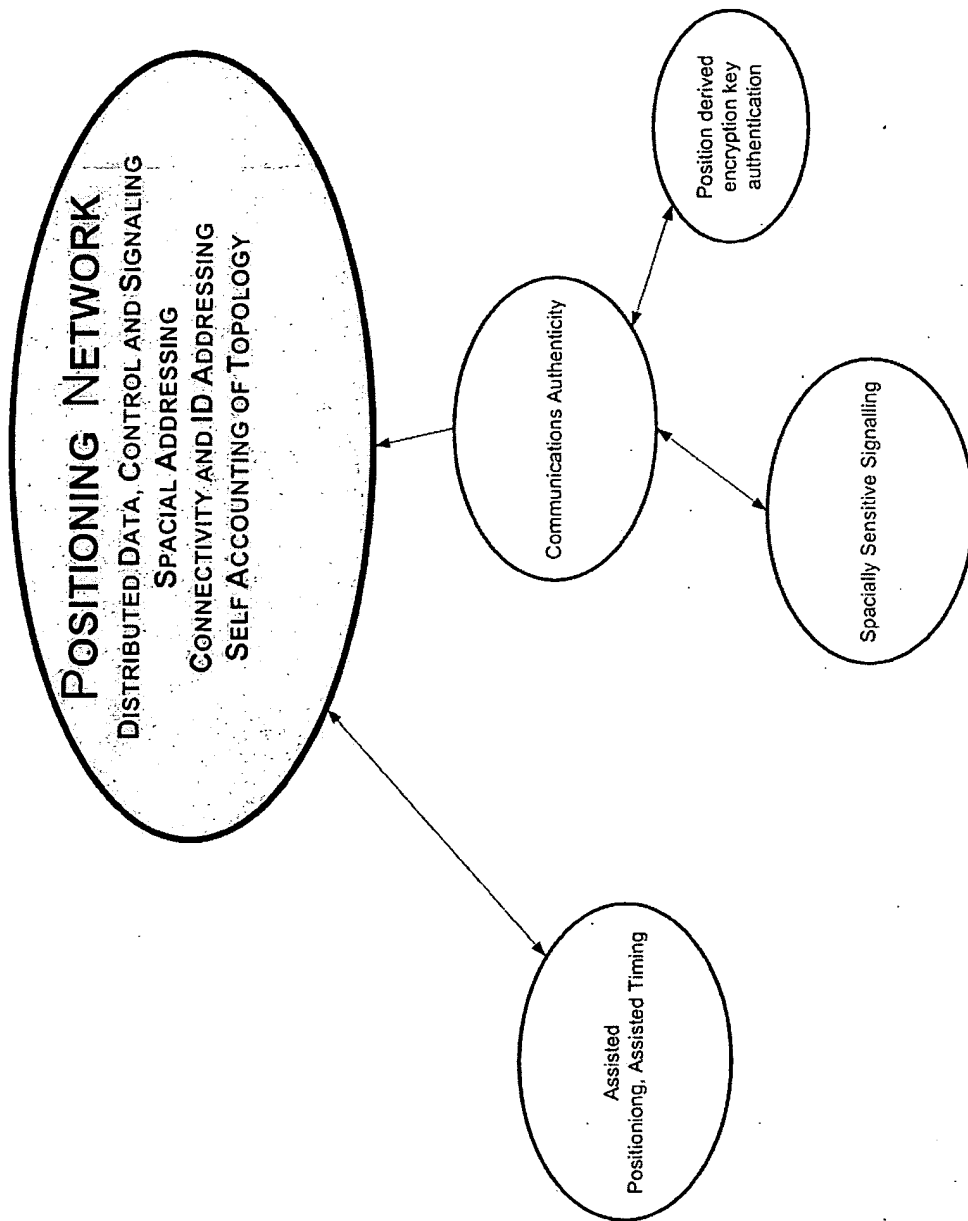 POSITIONING NETWORK
DISTRIBUTED DATA, CONTROL AND SIGNALING
SPACIAL ADDRESSING
CONNECTIVITY AND ID ADDRESSING
SELF ACCOUNTING OF TOPOLOGY
Assisted
Positioniong, Assisted Timing
Communications Authenticity
Spacially Sensitive Signalling
Position derived
encryption key
authentication